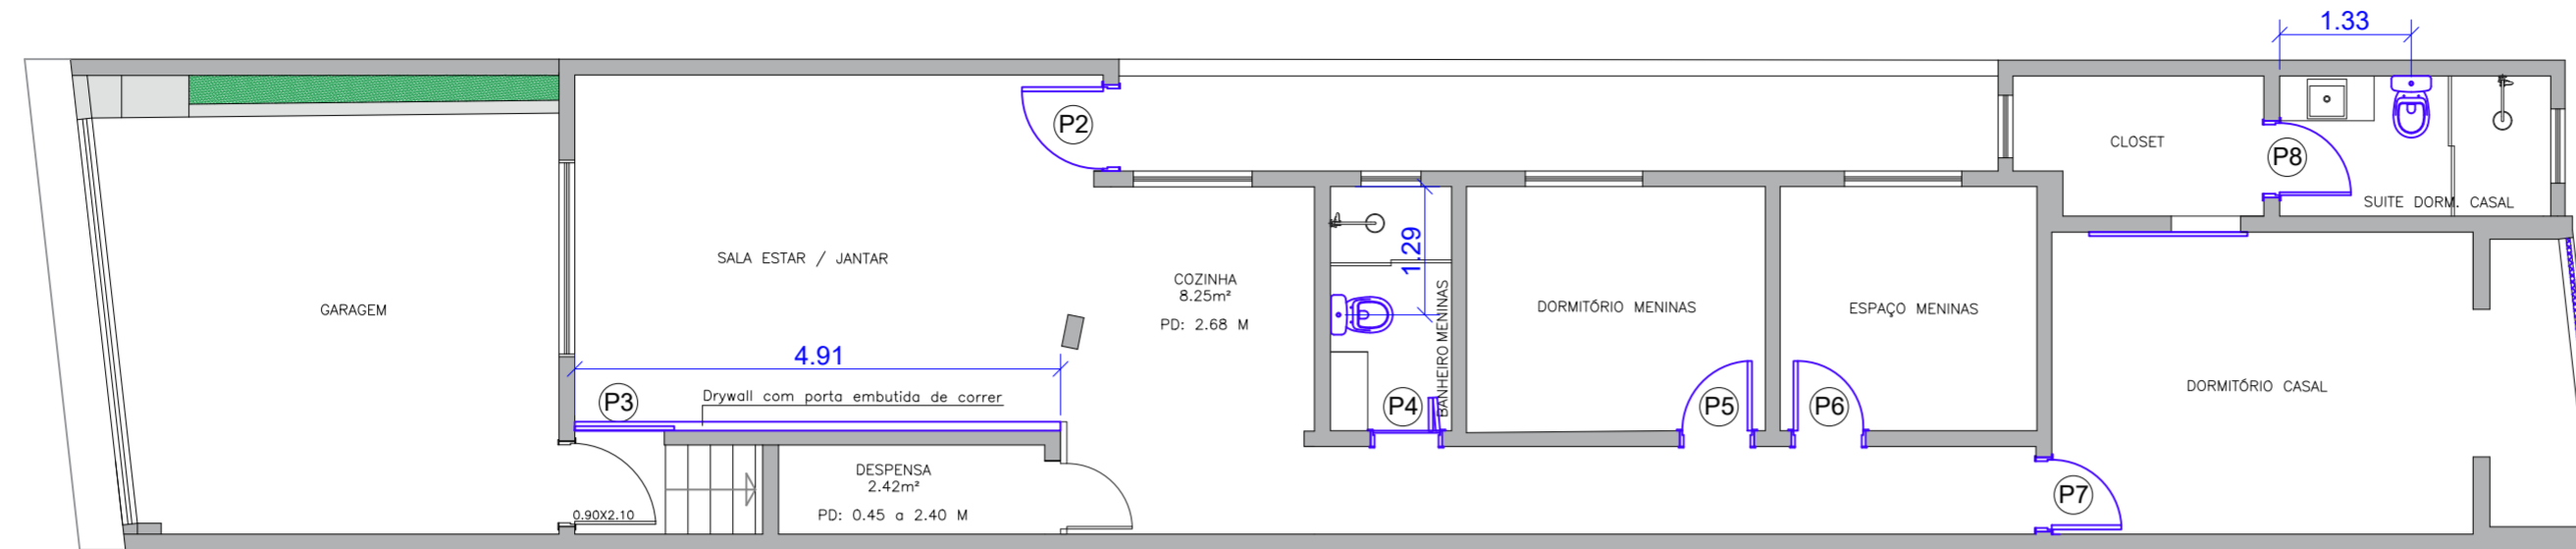 1.33
P2
CLOSET
P8
SUITE DORM. CASAL
SALA ESTAR / JANTAR
1.29
COZINHA
8.25m²
PD: 2.68 M
GARAGEM
DORMITÓRIO MENINAS
ESPAÇO MENINAS
BANHEIRO MENINAS
4.91
DORMITÓRIO CASAL
Drywall com porta embutida de correr
P3
P4
P5
P6
DESPENSA
2.42m²
PD: 0.45 a 2.40 M
0.90X2.10
P7